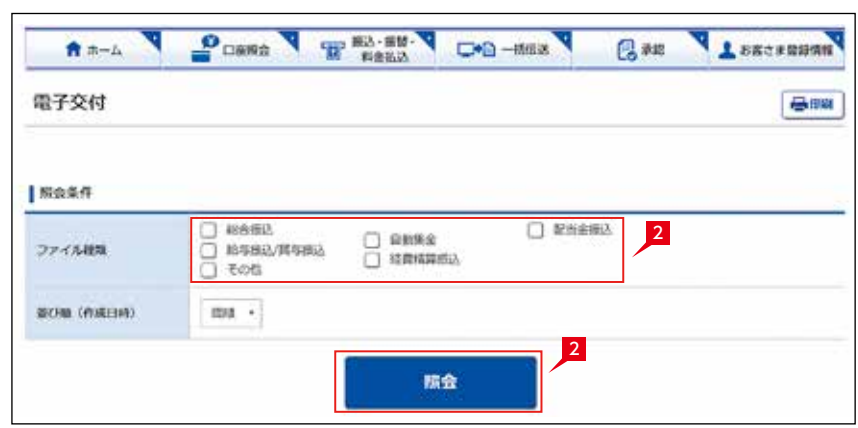 ホーム
口座照会
振込・振替・
料金払込
一括伝送
承認
お客さま登録情報
電子交付
印刷
照会条件
ファイル種類
総合振込
自動集金
配当金振込
2
給与振込/賞与振込
経費精算振込
その他
並び順（作成日時）
2
照会